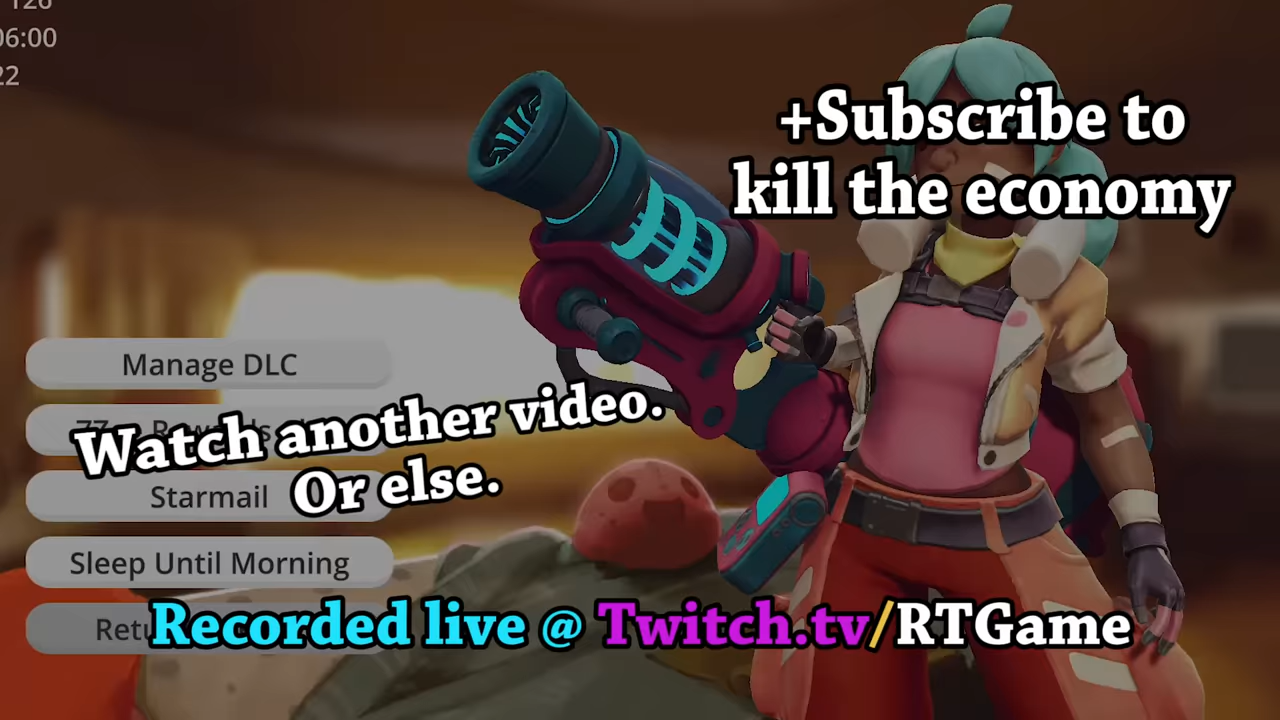 126
06:00
22
+Subscribe to
kill the economy
Manage DLC
Watch another video.
Or else.
Starmail
Sleep Until Morning
Recorded live @ Twitch.tv/RTGame